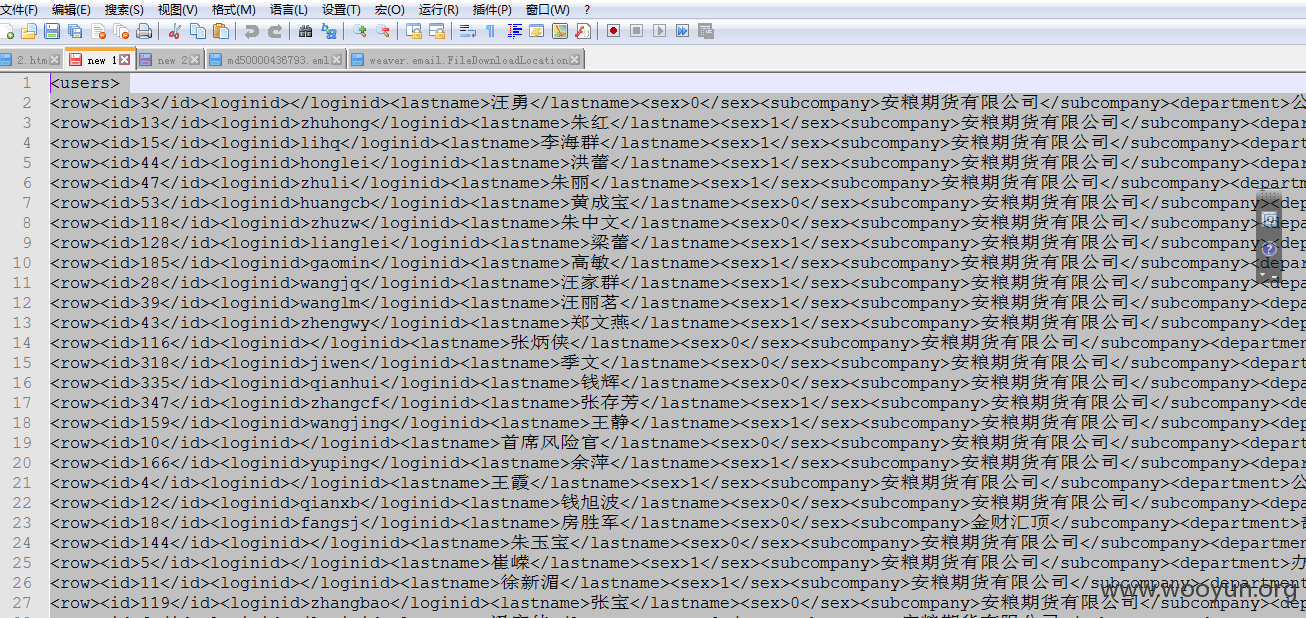 文件(F) 编辑(E) 搜索(S) 视图(V) 格式(M) 语言(L) 设置(T) 宏(O) 运行(R) 插件(P) 窗口(W) ?
2.htm new 1 new 2 md50000436793.eml weaver.email.FileDownloadLocation
1 <users>
2 <row><id>3</id><loginid></loginid><lastname>汪勇</lastname><sex>0</sex><subcompany>安粮期货有限公司</subcompany><department>公
3 <row><id>13</id><loginid>zhuhong</loginid><lastname>朱红</lastname><sex>1</sex><subcompany>安粮期货有限公司</subcompany><depar
4 <row><id>15</id><loginid>lihq</loginid><lastname>李海群</lastname><sex>1</sex><subcompany>安粮期货有限公司</subcompany><depart
5 <row><id>44</id><loginid>honglei</loginid><lastname>洪蕾</lastname><sex>1</sex><subcompany>安粮期货有限公司</subcompany><depar
6 <row><id>47</id><loginid>zhuli</loginid><lastname>朱丽</lastname><sex>1</sex><subcompany>安粮期货有限公司</subcompany><departm
7 <row><id>53</id><loginid>huangcb</loginid><lastname>黄成宝</lastname><sex>0</sex><subcompany>安粮期货有限公司</subcompany><dep
8 <row><id>118</id><loginid>zhuzw</loginid><lastname>朱中文</lastname><sex>0</sex><subcompany>安粮期货有限公司</subcompany><depa
9 <row><id>128</id><loginid>lianglei</loginid><lastname>梁蕾</lastname><sex>1</sex><subcompany>安粮期货有限公司</subcompany><dep
10 <row><id>185</id><loginid>gaomin</loginid><lastname>高敏</lastname><sex>1</sex><subcompany>安粮期货有限公司</subcompany><depar
11 <row><id>28</id><loginid>wangjq</loginid><lastname>汪家群</lastname><sex>1</sex><subcompany>安粮期货有限公司</subcompany><depa
12 <row><id>39</id><loginid>wanglm</loginid><lastname>汪丽茗</lastname><sex>1</sex><subcompany>安粮期货有限公司</subcompany><depa
13 <row><id>43</id><loginid>zhengwy</loginid><lastname>郑文燕</lastname><sex>1</sex><subcompany>安粮期货有限公司</subcompany><dep
14 <row><id>116</id><loginid></loginid><lastname>张炳侠</lastname><sex>0</sex><subcompany>安粮期货有限公司</subcompany><departmen
15 <row><id>318</id><loginid>jiwen</loginid><lastname>季文</lastname><sex>0</sex><subcompany>安粮期货有限公司</subcompany><depart
16 <row><id>335</id><loginid>qianhui</loginid><lastname>钱辉</lastname><sex>0</sex><subcompany>安粮期货有限公司</subcompany><depa
17 <row><id>347</id><loginid>zhangcf</loginid><lastname>张存芳</lastname><sex>1</sex><subcompany>安粮期货有限公司</subcompany><de
18 <row><id>159</id><loginid>wangjing</loginid><lastname>王静</lastname><sex>1</sex><subcompany>安粮期货有限公司</subcompany><dep
19 <row><id>10</id><loginid></loginid><lastname>首席风险官</lastname><sex>0</sex><subcompany>安粮期货有限公司</subcompany><depart
20 <row><id>166</id><loginid>yuping</loginid><lastname>余萍</lastname><sex>1</sex><subcompany>安粮期货有限公司</subcompany><depar
21 <row><id>4</id><loginid></loginid><lastname>王霞</lastname><sex>1</sex><subcompany>安粮期货有限公司</subcompany><department>公
22 <row><id>12</id><loginid>qianxb</loginid><lastname>钱旭波</lastname><sex>0</sex><subcompany>安粮期货有限公司</subcompany><depa
23 <row><id>18</id><loginid>fangsj</loginid><lastname>房胜军</lastname><sex>0</sex><subcompany>金财汇顶</subcompany><department>
24 <row><id>144</id><loginid></loginid><lastname>朱玉宝</lastname><sex>0</sex><subcompany>安粮期货有限公司</subcompany><departmen
25 <row><id>5</id><loginid></loginid><lastname>崔嵘</lastname><sex>1</sex><subcompany>安粮期货有限公司</subcompany><department>办
26 <row><id>11</id><loginid></loginid><lastname>徐新湄</lastname><sex>1</sex><subcompany>安粮期货有限公司</subcompany><department
27 <row><id>119</id><loginid>zhangbao</loginid><lastname>张宝</lastname><sex>0</sex><subcompany>安粮期货有限公司</subcompany><dep
www.wooyun.org